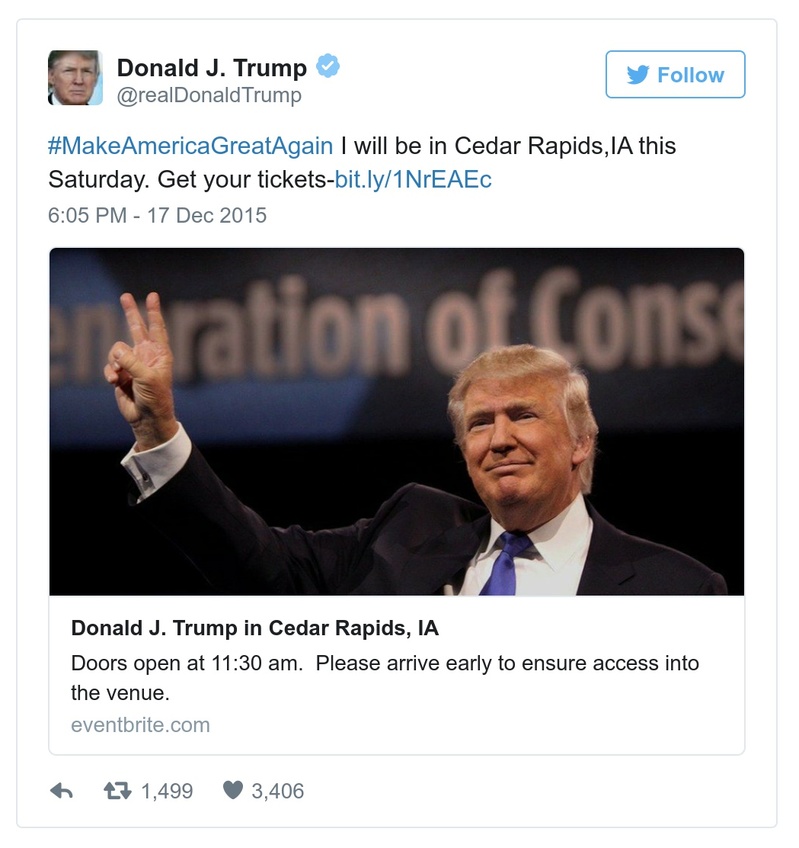 Donald J. Trump
@realDonaldTrump
Follow
#MakeAmericaGreatAgain I will be in Cedar Rapids,IA this
Saturday. Get your tickets-bit.ly/1NrEAEc
6:05 PM - 17 Dec 2015
en ration of Conse
Donald J. Trump in Cedar Rapids, IA
Doors open at 11:30 am.  Please arrive early to ensure access into
the venue.
eventbrite.com
1,499 3,406